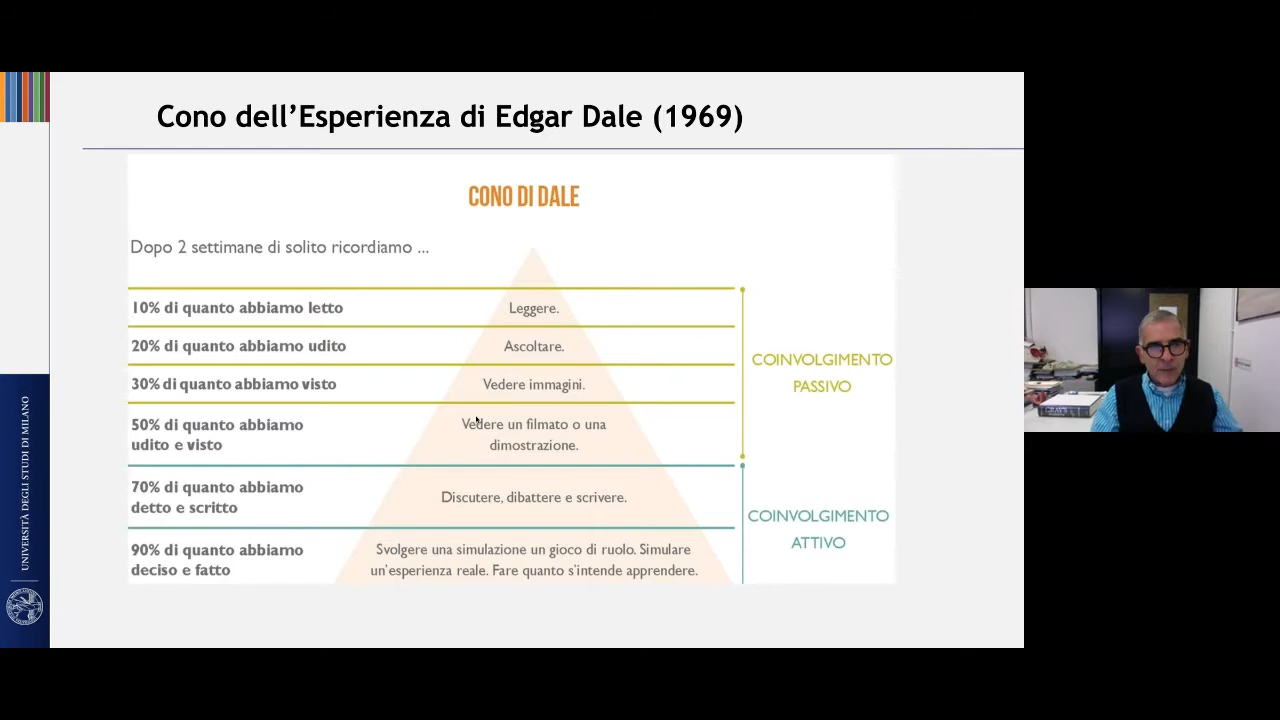 Cono dell’Esperienza di Edgar Dale (1969)
CONO DI DALE
Dopo 2 settimane di solito ricordiamo ...
10% di quanto abbiamo letto
Leggere.
20% di quanto abbiamo udito
Ascoltare.
30% di quanto abbiamo visto
Vedere immagini.
50% di quanto abbiamo
udito e visto
Vedere un filmato o una
dimostrazione.
COINVOLGIMENTO
PASSIVO
70% di quanto abbiamo
detto e scritto
Discutere, dibattere e scrivere.
90% di quanto abbiamo
deciso e fatto
Svolgere una simulazione un gioco di ruolo. Simulare
un’esperienza reale. Fare quanto s’intende apprendere.
COINVOLGIMENTO
ATTIVO
UNIVERSITÀ DEGLI STUDI DI MILANO